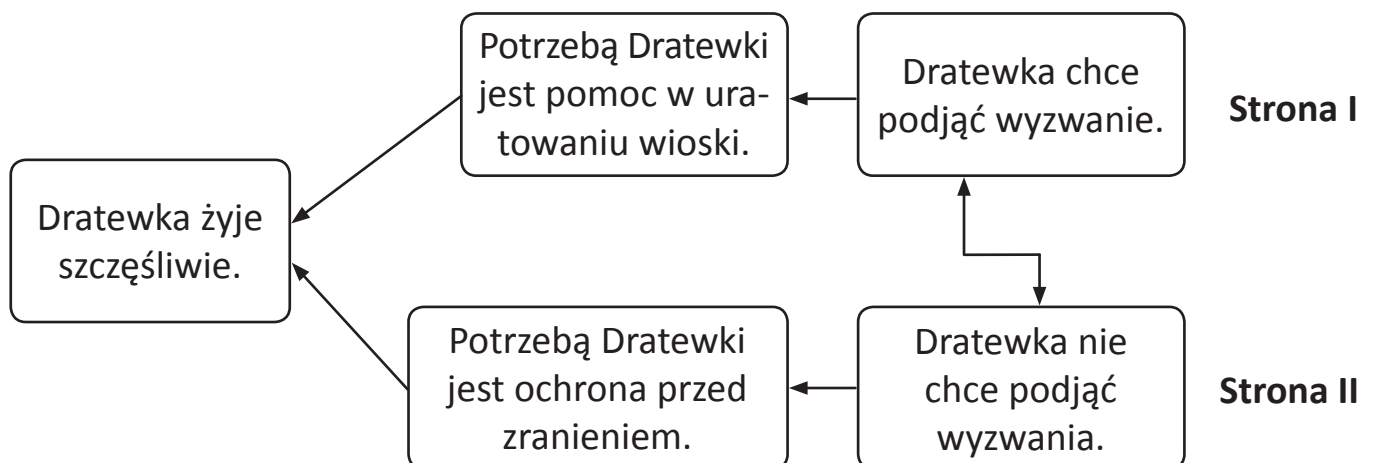 Potrzebą Dratewki
jest pomoc w ura-
towaniu wioski.
Dratewka chce
podjąć wyzwanie.
Strona I
Dratewka żyje
szczęśliwie.
Potrzebą Dratewki
jest ochrona przed
zranieniem.
Dratewka nie
chce podjąć
wyzwania.
Strona II